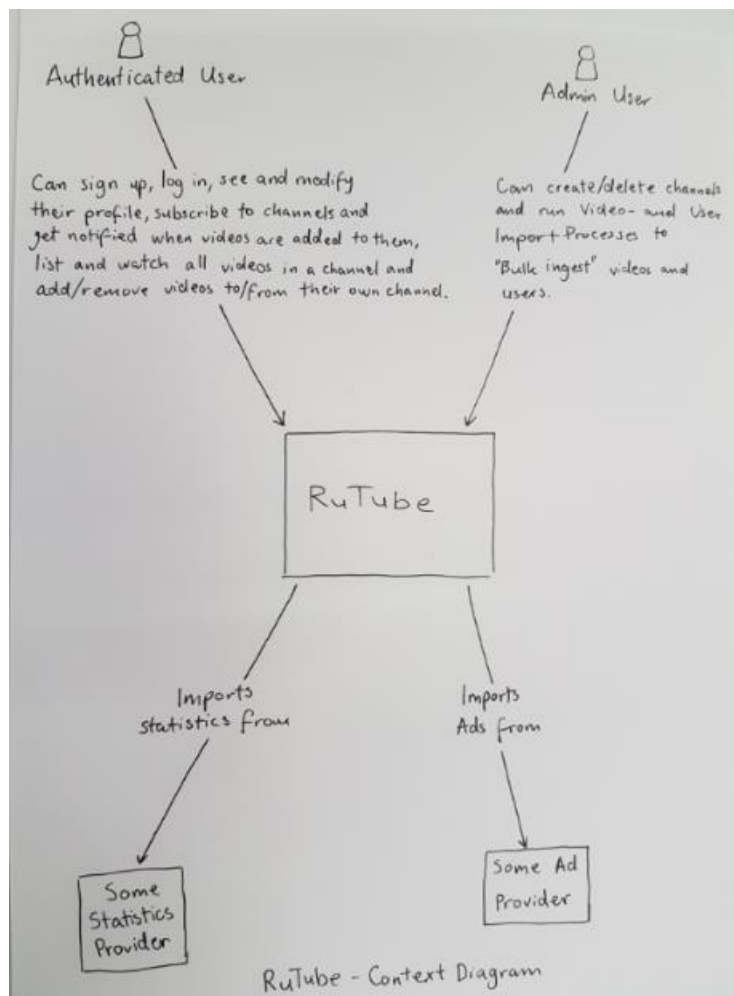 Authenticated User
Admin User
Can sign up, log in, see and modify
their profile, subscribe to channels and
get notified when videos are added to them,
list and watch all videos in a channel and
add/remove videos to/from their own channel.
Can create/delete channels
and run Video- and User
Import Processes to
"Bulk ingest" videos and
users.
RuTube
Imports
Statistics from
Imports
Ads from
Some
Statistics
Provider
Some Ad
Provider
RuTube - Context Diagram